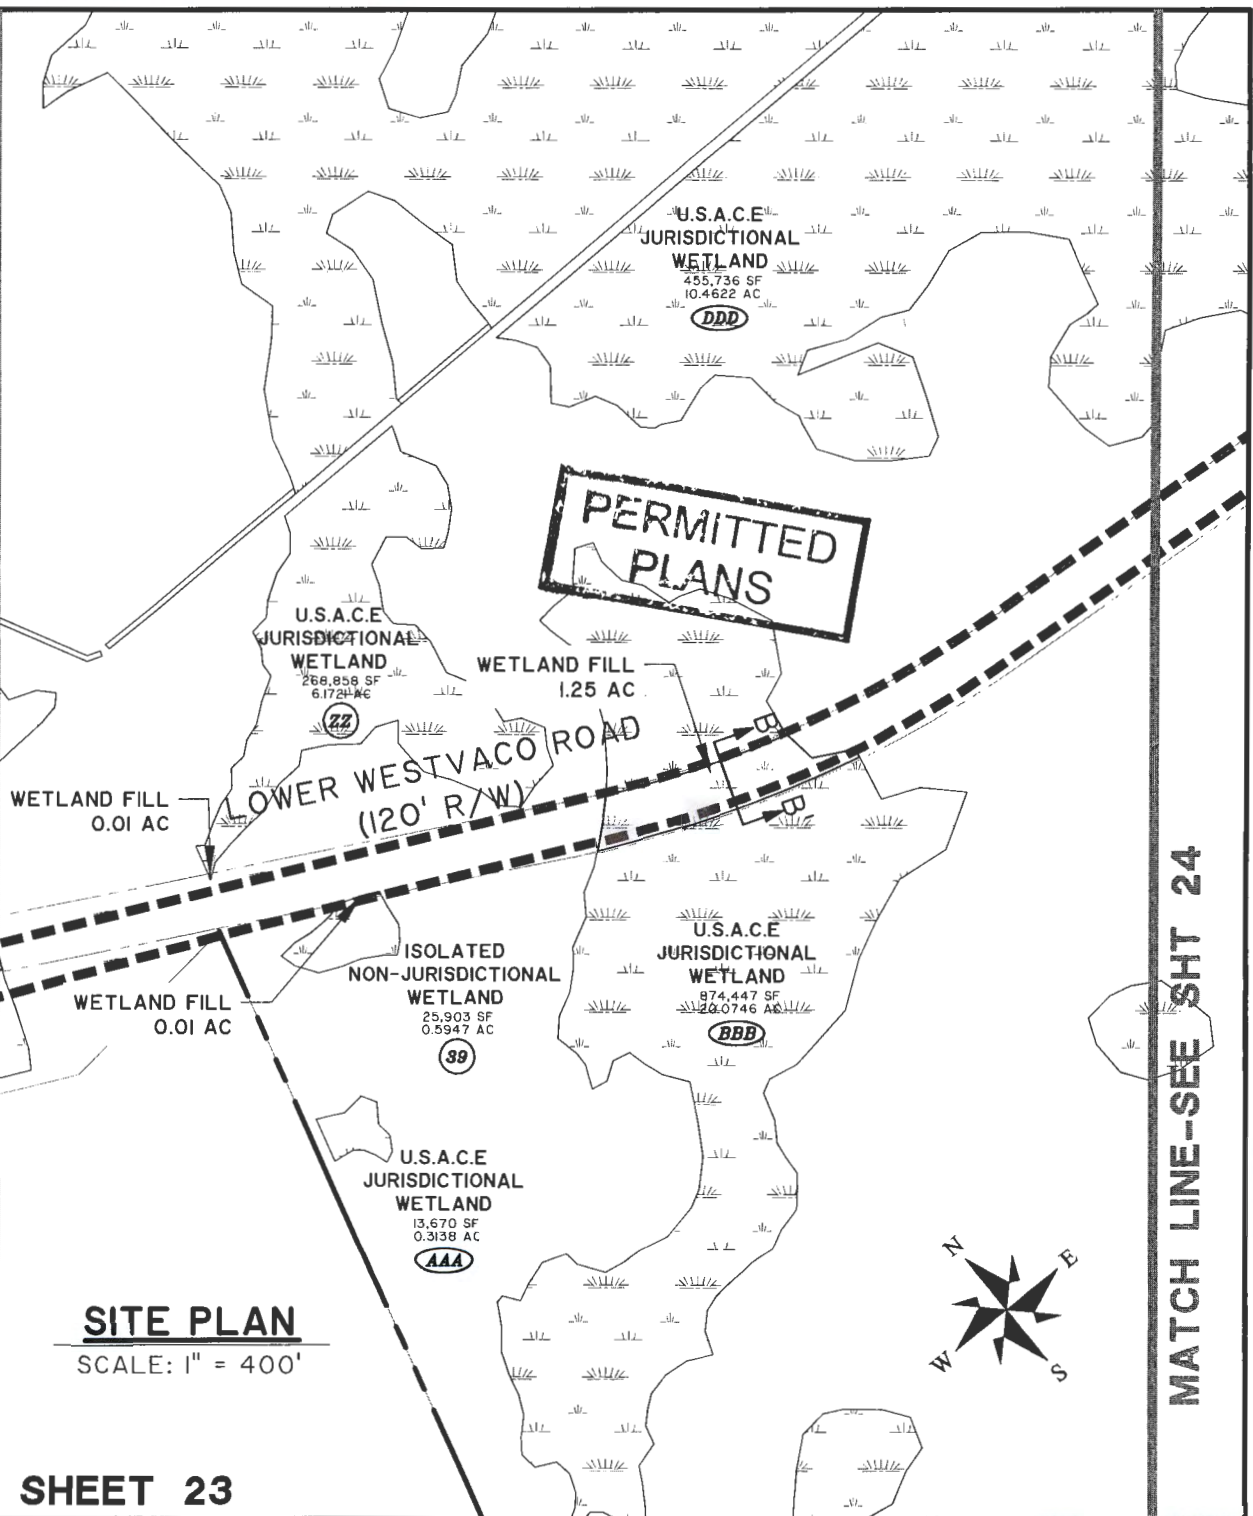 U.S.A.C.E
JURISDICTIONAL
WETLAND
455,736 SF
10.4622 AC
DDD
PERMITTED
PLANS
U.S.A.C.E
JURISDICTIONAL
WETLAND
268,858 SF
6.1721 AC
ZZ
WETLAND FILL
1.25 AC
B
B
LOWER WESTVACO ROAD
(120' R/W)
WETLAND FILL
0.01 AC
WETLAND FILL
0.01 AC
ISOLATED
NON-JURISDICTIONAL
WETLAND
25,903 SF
0.5947 AC
39
U.S.A.C.E
JURISDICTIONAL
WETLAND
874,447 SF
20.0746 AC
BBB
U.S.A.C.E
JURISDICTIONAL
WETLAND
13,670 SF
0.3138 AC
AAA
MATCH LINE-SEE SHT 24
N
E
W
S
SITE PLAN
SCALE: 1" = 400'
SHEET 23